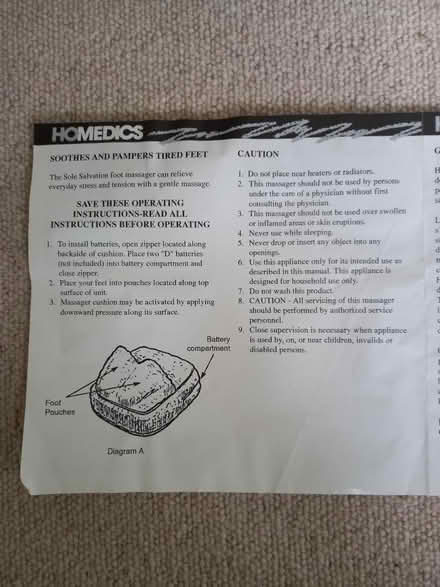 HOMEDICS
SOOTHES AND PAMPERS TIRED FEET
The Sole Salvation foot massager can relieve
everyday stress and tension with a gentle massage.
SAVE THESE OPERATING
INSTRUCTIONS-READ ALL
INSTRUCTIONS BEFORE OPERATING
1. To install batteries, open zipper located along
backside of cushion. Place two "D" batteries
(not included) into battery compartment and
close zipper.
2. Place your feet into pouches located along top
surface of unit.
3. Massager cushion may be activated by applying
downward pressure along its surface.
Battery
compartment
Foot
Pouches
Diagram A
CAUTION
1. Do not place near heaters or radiators.
2. This massager should not be used by persons
under the care of a physician without first
consulting the physician.
3. This massager should not be used over swollen
or inflamed areas or skin eruptions.
4. Never use while sleeping.
5. Never drop or insert any object into any
openings.
6. Use this appliance only for its intended use as
described in this manual. This appliance is
designed for household use only.
7. Do not wash this product.
8. CAUTION - All servicing of this massager
should be performed by authorized service
personnel.
9. Close supervision is necessary when appliance
is used by, on, or near children, invalids or
disabled persons.